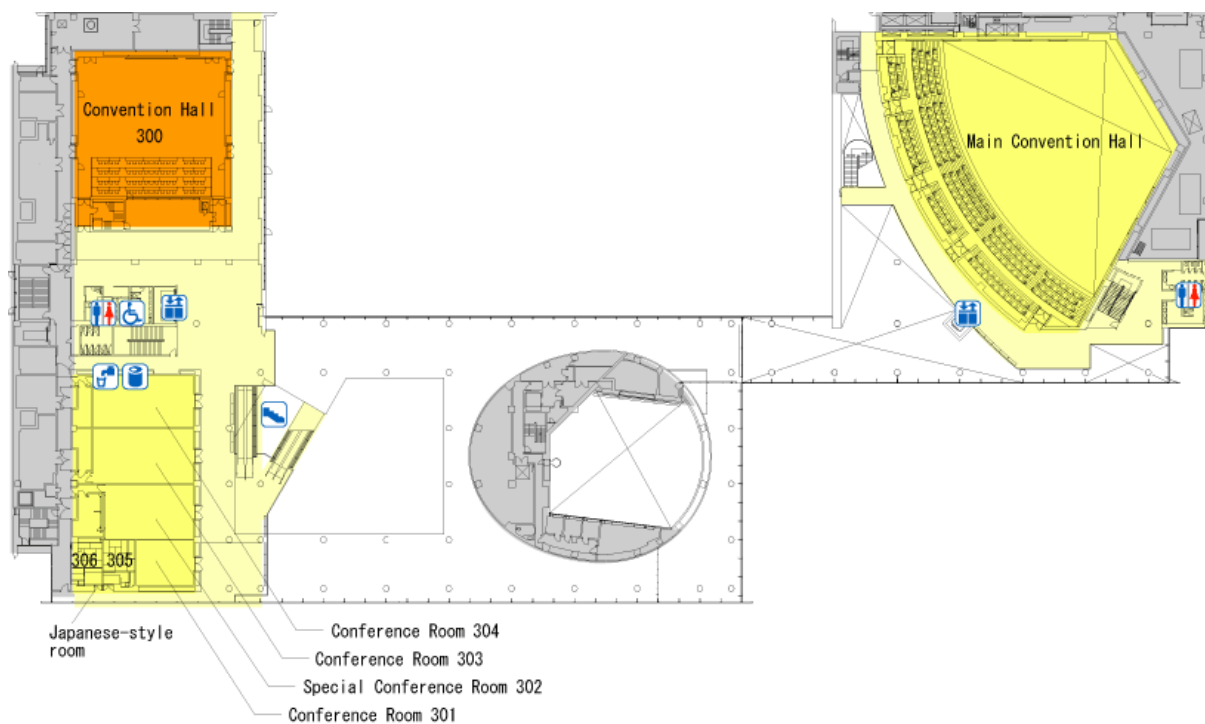 Convention Hall
300
Main Convention Hall
306
305
Japanese-style
room
Conference Room 304
Conference Room 303
Special Conference Room 302
Conference Room 301